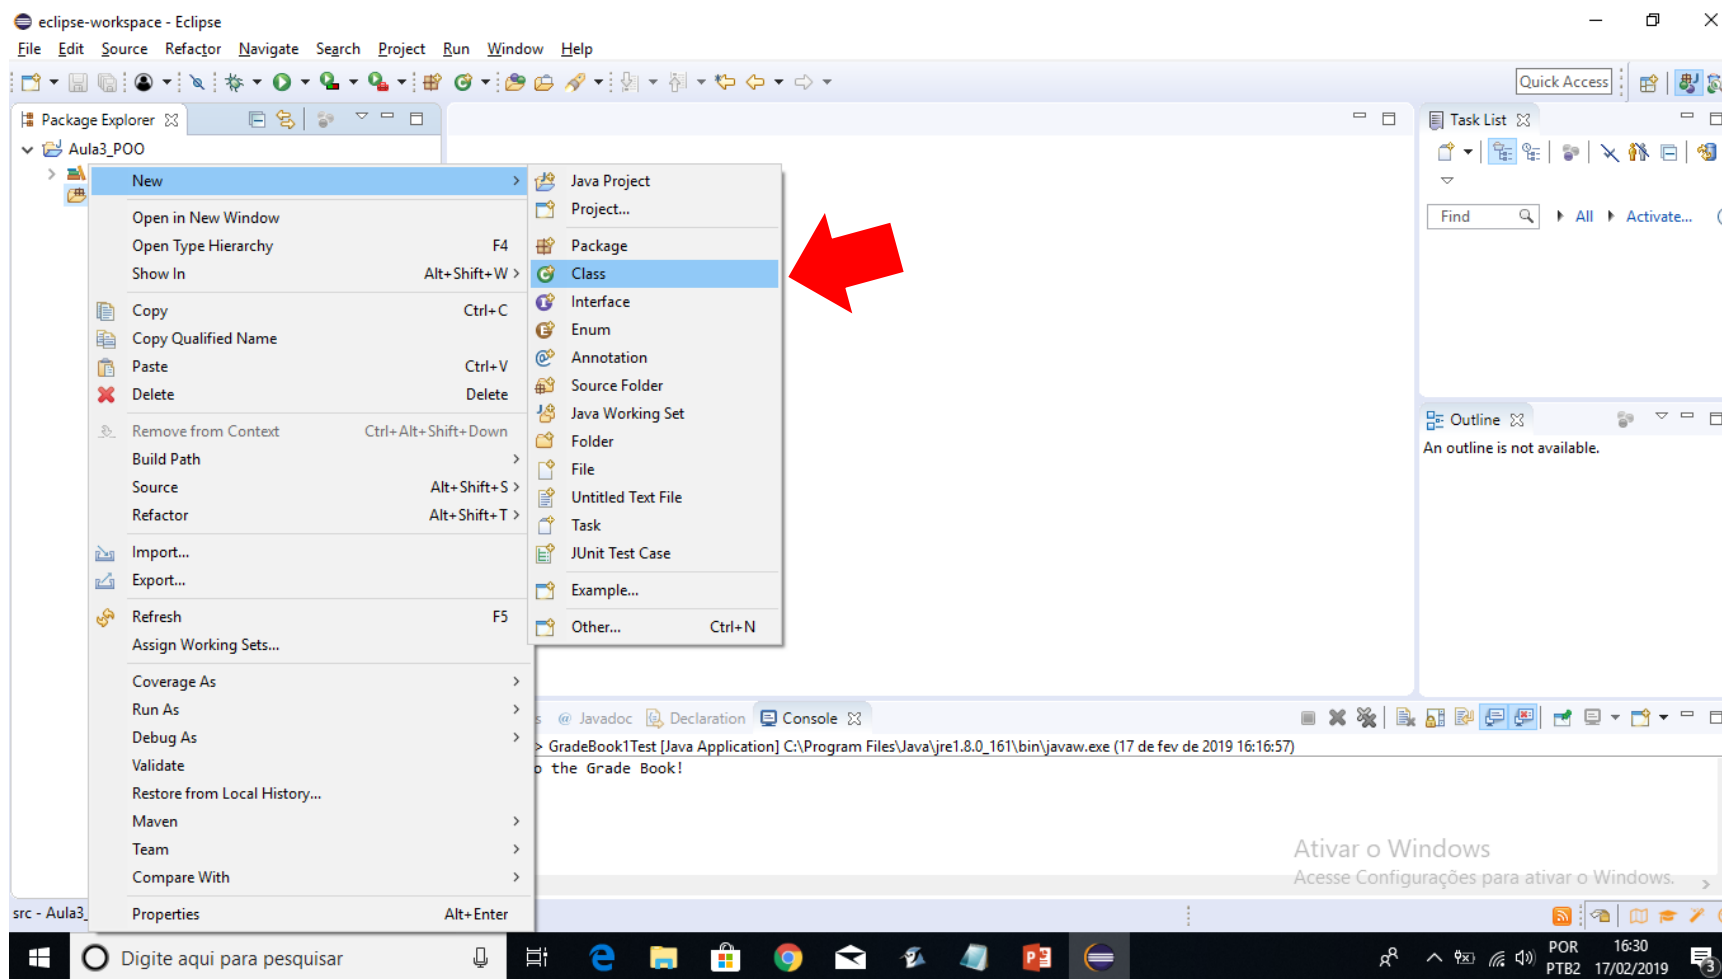 eclipse-workspace - Eclipse
File Edit Source Refactor Navigate Search Project Run Window Help
Quick Access
Package Explorer
Task List
Aula3_POO
New
Open in New Window
Open Type Hierarchy F4
Show In Alt+Shift+W
Copy Ctrl+C
Copy Qualified Name
Paste Ctrl+V
Delete Delete
Remove from Context Ctrl+Alt+Shift+Down
Build Path
Source Alt+Shift+S
Refactor Alt+Shift+T
Import...
Export...
Refresh F5
Assign Working Sets...
Coverage As
Run As
Debug As
Validate
Restore from Local History...
Maven
Team
Compare With
Properties Alt+Enter
Java Project
Project...
Package
Class
Interface
Enum
Annotation
Source Folder
Java Working Set
Folder
File
Untitled Text File
Task
JUnit Test Case
Example...
Other... Ctrl+N
Find All Activate...
Outline
An outline is not available.
s @ Javadoc Declaration Console
> GradeBook1Test [Java Application] C:\Program Files\Java\jre1.8.0_161\bin\javaw.exe (17 de fev de 2019 16:16:57)
o the Grade Book!
Ativar o Windows
Acesse Configurações para ativar o Windows.
src - Aula3_
Digite aqui para pesquisar
POR 16:30
PTB2 17/02/2019
3